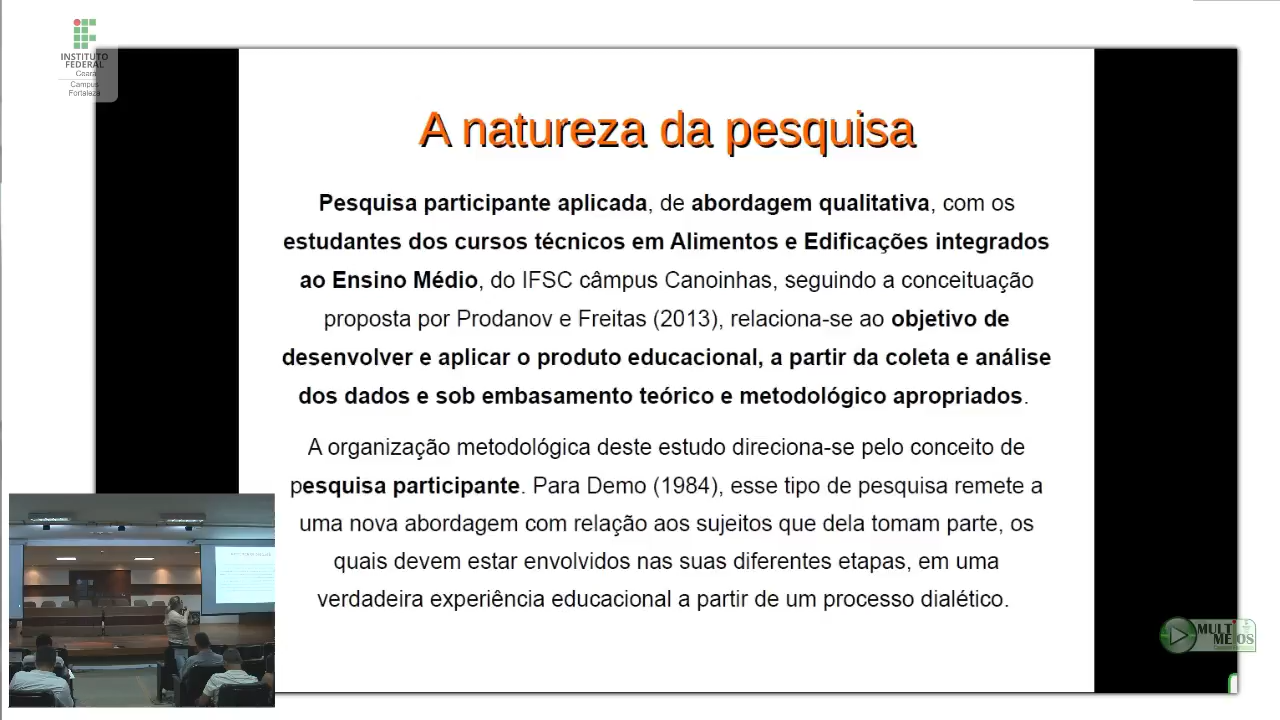 INSTITUTO
FEDERAL
Ceará
Campus
Fortaleza
A natureza da pesquisa
Pesquisa participante aplicada, de abordagem qualitativa, com os
estudantes dos cursos técnicos em Alimentos e Edificações integrados
ao Ensino Médio, do IFSC câmpus Canoinhas, seguindo a conceituação
proposta por Prodanov e Freitas (2013), relaciona-se ao objetivo de
desenvolver e aplicar o produto educacional, a partir da coleta e análise
dos dados e sob embasamento teórico e metodológico apropriados.
A organização metodológica deste estudo direciona-se pelo conceito de
pesquisa participante. Para Demo (1984), esse tipo de pesquisa remete a
uma nova abordagem com relação aos sujeitos que dela tomam parte, os
quais devem estar envolvidos nas suas diferentes etapas, em uma
verdadeira experiência educacional a partir de um processo dialético.
MULTI
MEIOS